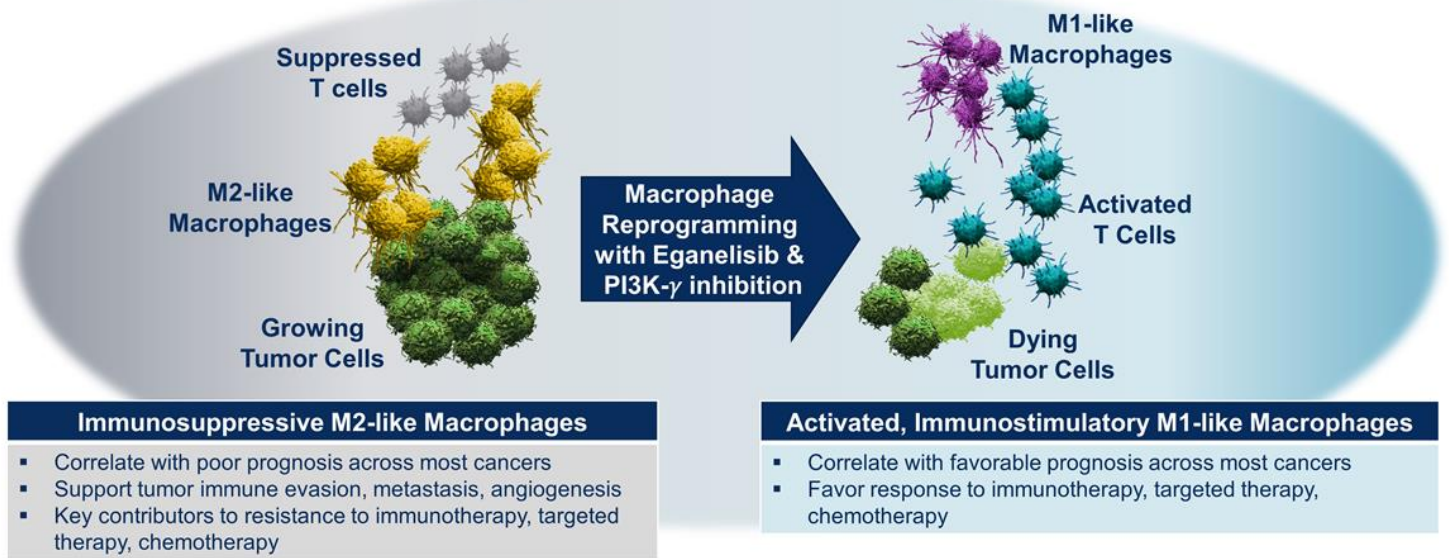 Suppressed
T cells
M2-like
Macrophages
Growing
Tumor Cells
Macrophage
Reprogramming
with Eganelisib &
PI3K-γ inhibition
M1-like
Macrophages
Activated
T Cells
Dying
Tumor Cells
Immunosuppressive M2-like Macrophages
▪ Correlate with poor prognosis across most cancers
▪ Support tumor immune evasion, metastasis, angiogenesis
▪ Key contributors to resistance to immunotherapy, targeted
therapy, chemotherapy
Activated, Immunostimulatory M1-like Macrophages
▪ Correlate with favorable prognosis across most cancers
▪ Favor response to immunotherapy, targeted therapy,
chemotherapy